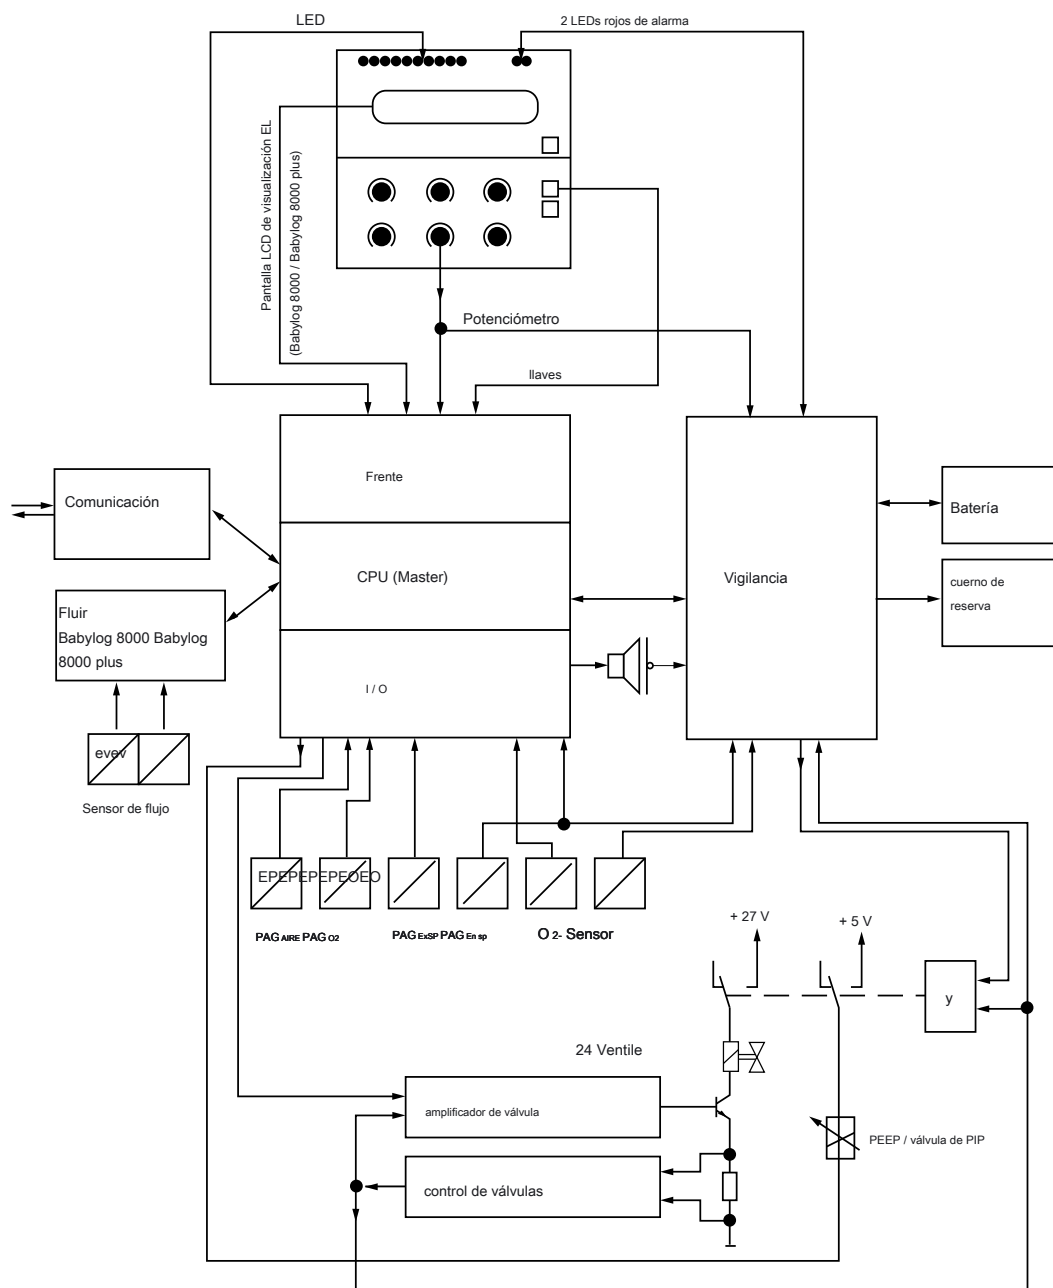 LED
2 LEDs rojos de alarma
Pantalla LCD de visualización EL
(Babylog 8000 / Babylog 8000 plus)
Potenciómetro
llaves
Frente
Comunicación
Batería
CPU (Master)
Vigilancia
cuerno de
reserva
Fluir
Babylog 8000 Babylog
8000 plus
I / O
evev
Sensor de flujo
EPEPEPEPEOEO
PAG AIRE PAG O2
PAG ExSP PAG En sp
O 2- Sensor
+ 27 V
+ 5 V
y
24 Ventile
amplificador de válvula
PEEP / válvula de PIP
control de válvulas